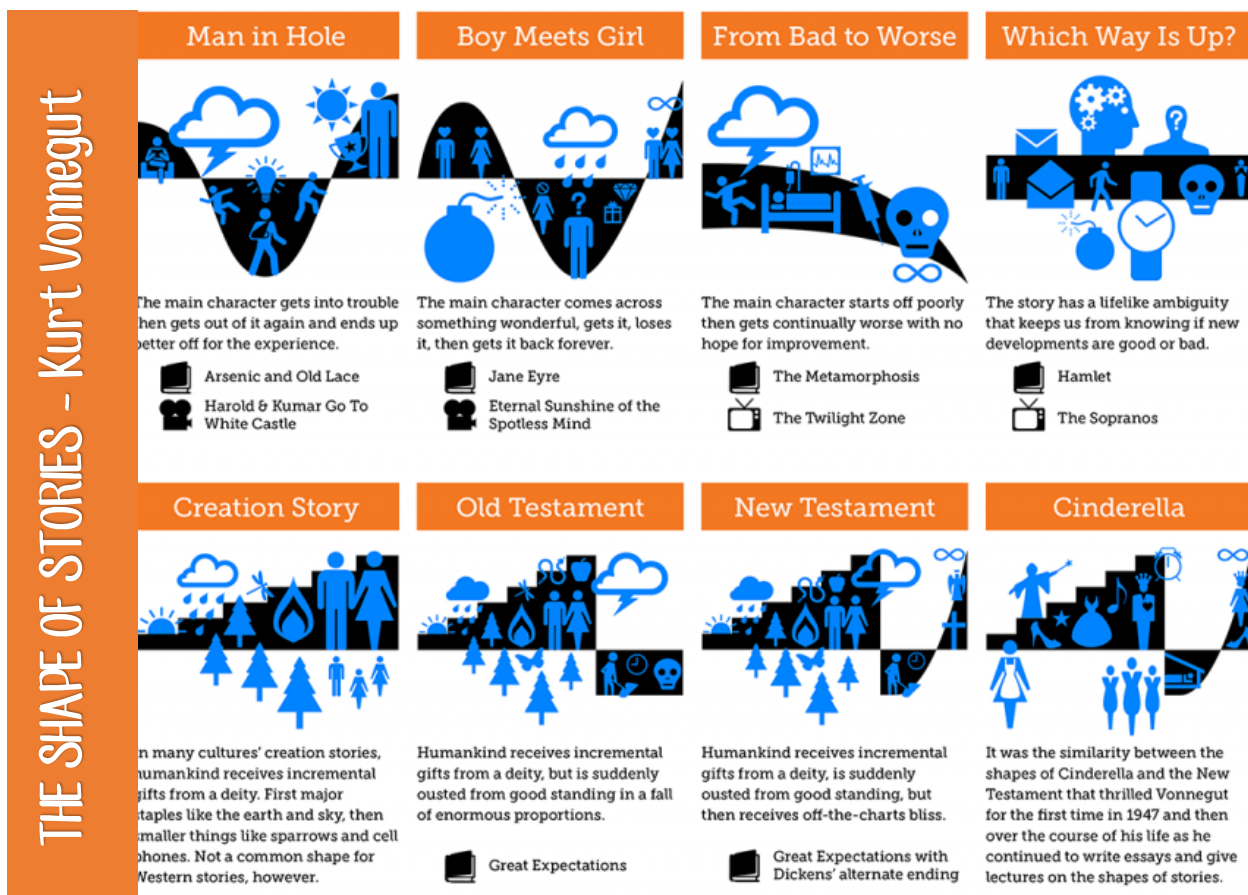 THE SHAPE OF STORIES - Kurt Vonnegut
Man in Hole
The main character gets into trouble
then gets out of it again and ends up
better off for the experience.
Arsenic and Old Lace
Harold & Kumar Go To
White Castle
Boy Meets Girl
The main character comes across
something wonderful, gets it, loses
it, then gets it back forever.
Jane Eyre
Eternal Sunshine of the
Spotless Mind
From Bad to Worse
The main character starts off poorly
then gets continually worse with no
hope for improvement.
The Metamorphosis
The Twilight Zone
Which Way Is Up?
The story has a lifelike ambiguity
that keeps us from knowing if new
developments are good or bad.
Hamlet
The Sopranos
Creation Story
In many cultures' creation stories,
humankind receives incremental
gifts from a deity. First major
staples like the earth and sky, then
smaller things like sparrows and cell
phones. Not a common shape for
Western stories, however.
Old Testament
Humankind receives incremental
gifts from a deity, but is suddenly
ousted from good standing in a fall
of enormous proportions.
Great Expectations
New Testament
Humankind receives incremental
gifts from a deity, is suddenly
ousted from good standing, but
then receives off-the-charts bliss.
Great Expectations with
Dickens' alternate ending
Cinderella
It was the similarity between the
shapes of Cinderella and the New
Testament that thrilled Vonnegut
for the first time in 1947 and then
over the course of his life as he
continued to write essays and give
lectures on the shapes of stories.